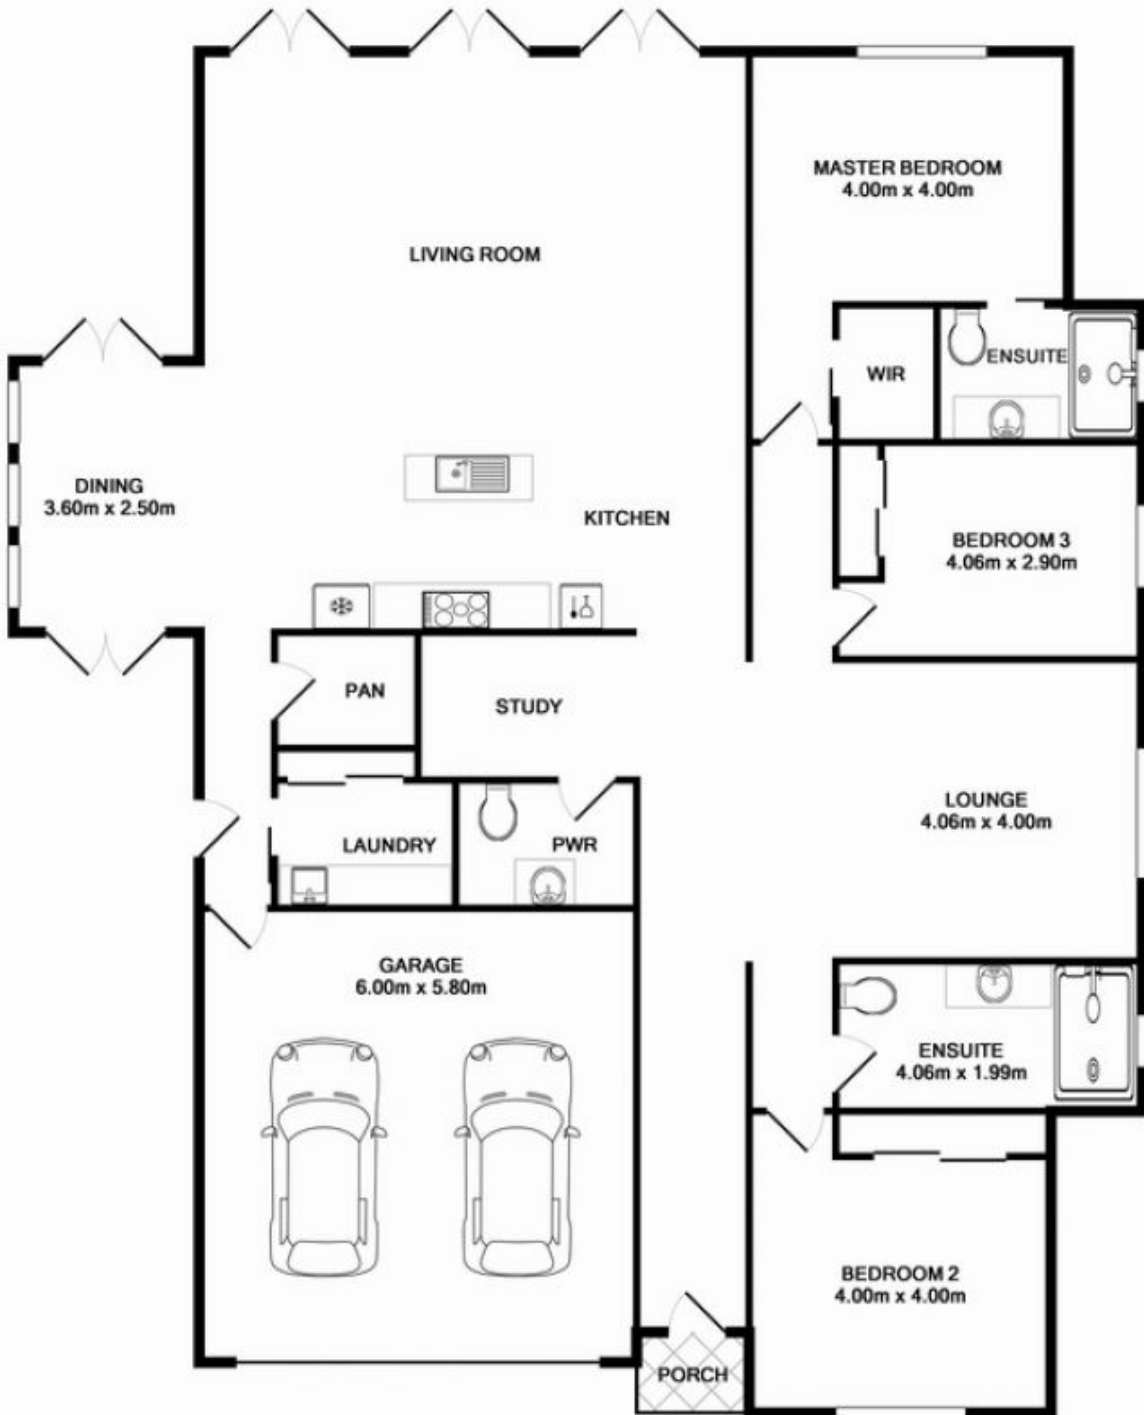 MASTER BEDROOM
4.00m x 4.00m
LIVING ROOM
ENSUITE
WIR
DINING
3.60m x 2.50m
KITCHEN
BEDROOM 3
4.06m x 2.90m
PAN
STUDY
LOUNGE
4.06m x 4.00m
LAUNDRY
PWR
GARAGE
6.00m x 5.80m
ENSUITE
4.06m x 1.99m
BEDROOM 2
4.00m x 4.00m
PORCH